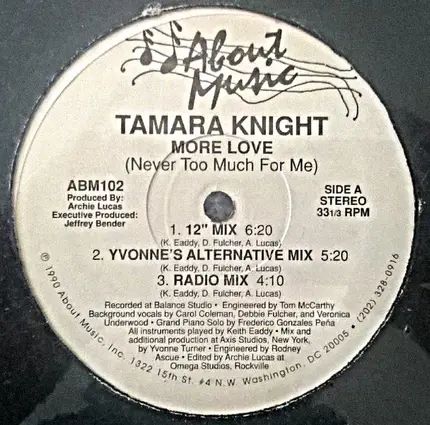 About
Music
TAMARA KNIGHT
MORE LOVE
(Never Too Much For Me)
ABM102
Produced By:
Archie Lucas
Executive Producer:
Jeffrey Bender
SIDE A
STEREO
331/3 RPM
1. 12" MIX 6:20
(K. Eaddy, D. Fulcher, A. Lucas)
2. YVONNE'S ALTERNATIVE MIX 5:20
(K. Eaddy, D. Fulcher, A. Lucas)
3. RADIO MIX 4:10
(K. Eaddy, D. Fulcher, A. Lucas)
Recorded at Balance Studio • Engineered by Tom McCarthy
Background vocals by Carol Coleman, Debbie Fulcher, and Veronica
Underwood • Grand Piano Solo by Frederico Gonzales Peña
All instruments played by Keith Eaddy • Mix and
additional production at Axis Studios, New York,
by Yvonne Turner • Engineered by Rodney
Ascue • Edited by Archie Lucas at
Omega Studios, Rockville
℗ 1990 About Music, Inc. 1322 15th St. #4 N.W. Washington, DC 20005 • (202) 328-0916